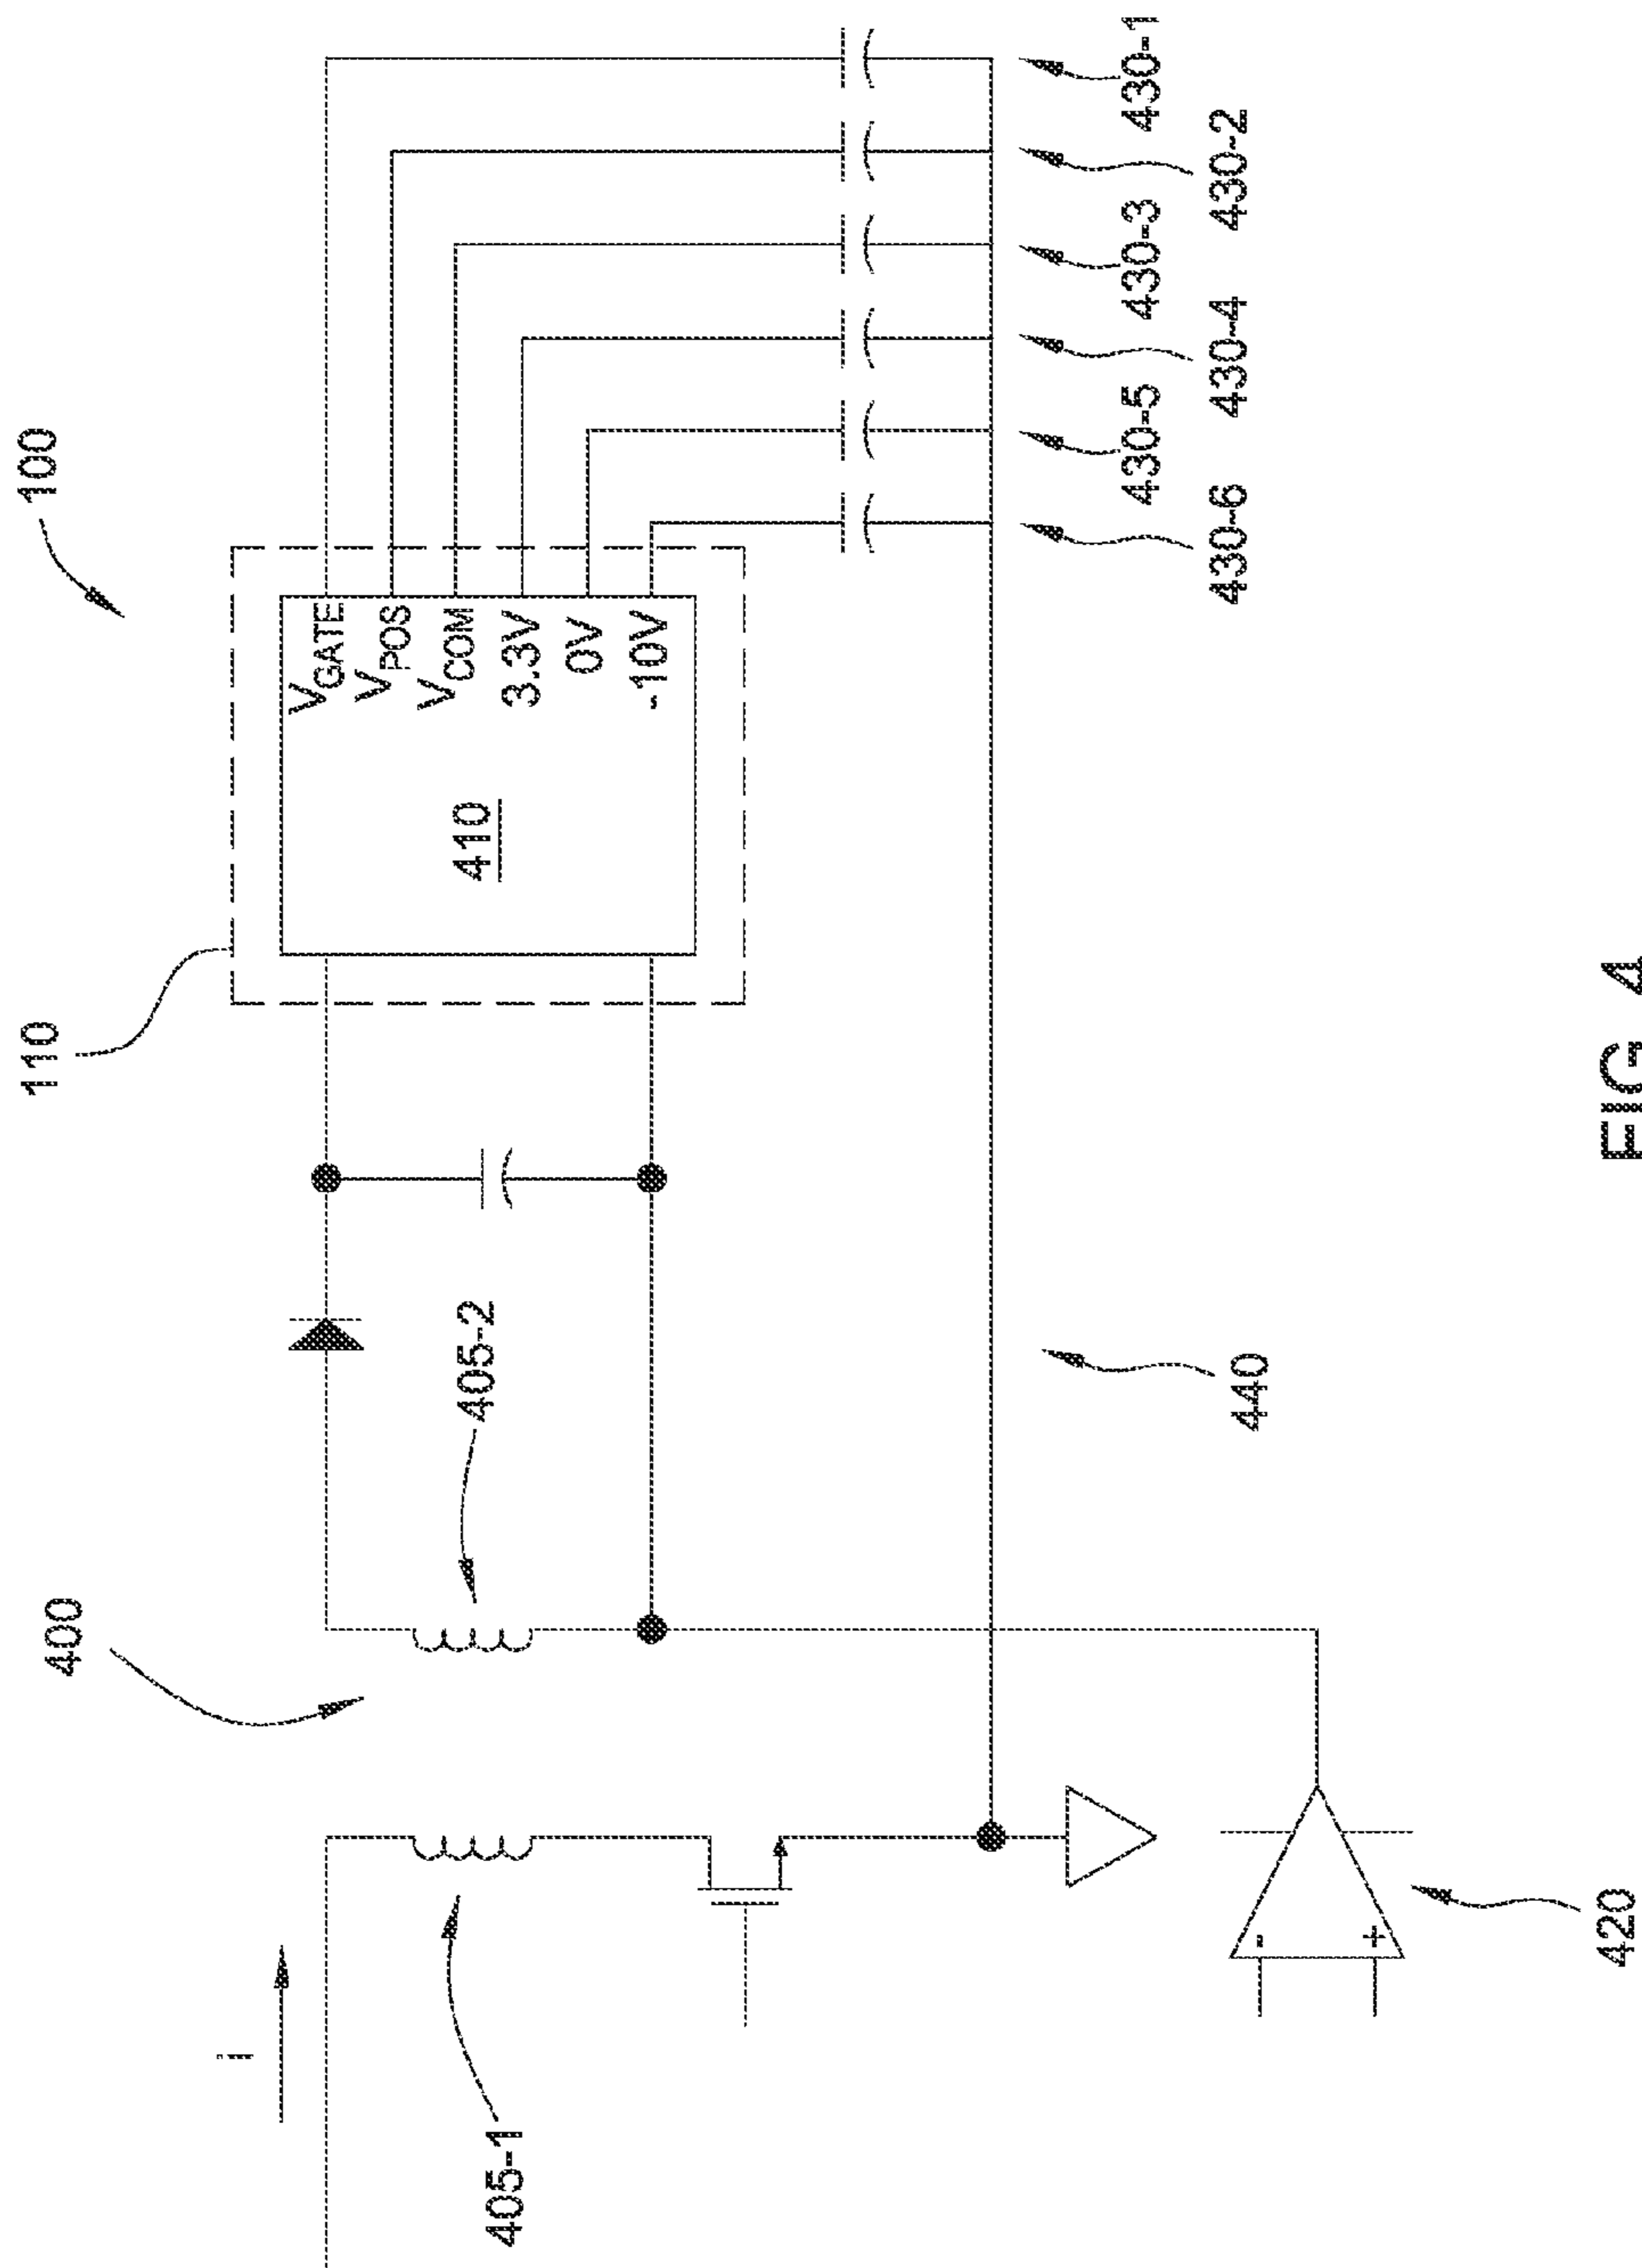 100
110
400
i
405-1
405-2
410
V_GATE
V_POS
V_COM
3.3V
0V
-10V
440
-
+
420
430-6
430-5
430-4
430-3
430-2
430-1
FIG. 4